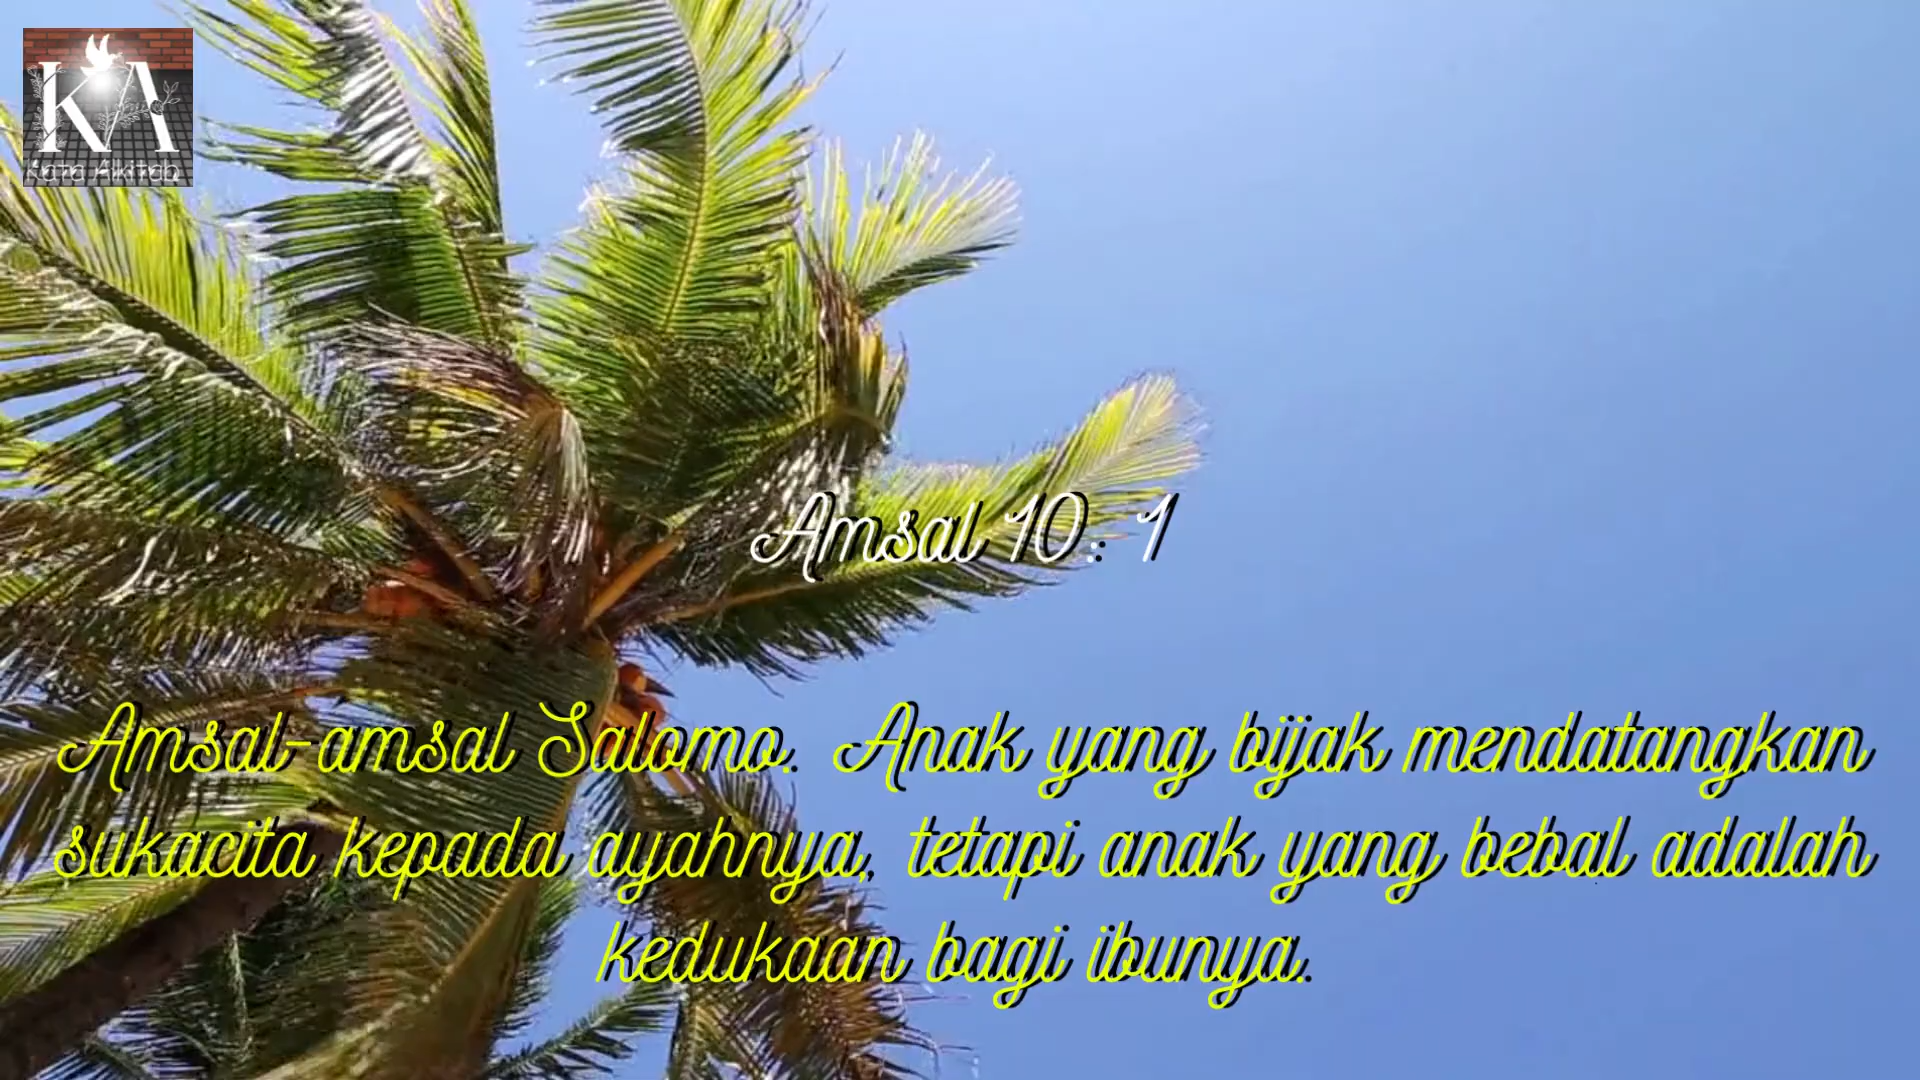 KA
Kata Alkitab
Amsal 10 : 1
Amsal-amsal Salomo. Anak yang bijak mendatangkan
sukacita kepada ayahnya, tetapi anak yang bebal adalah
kedukaan bagi ibunya.